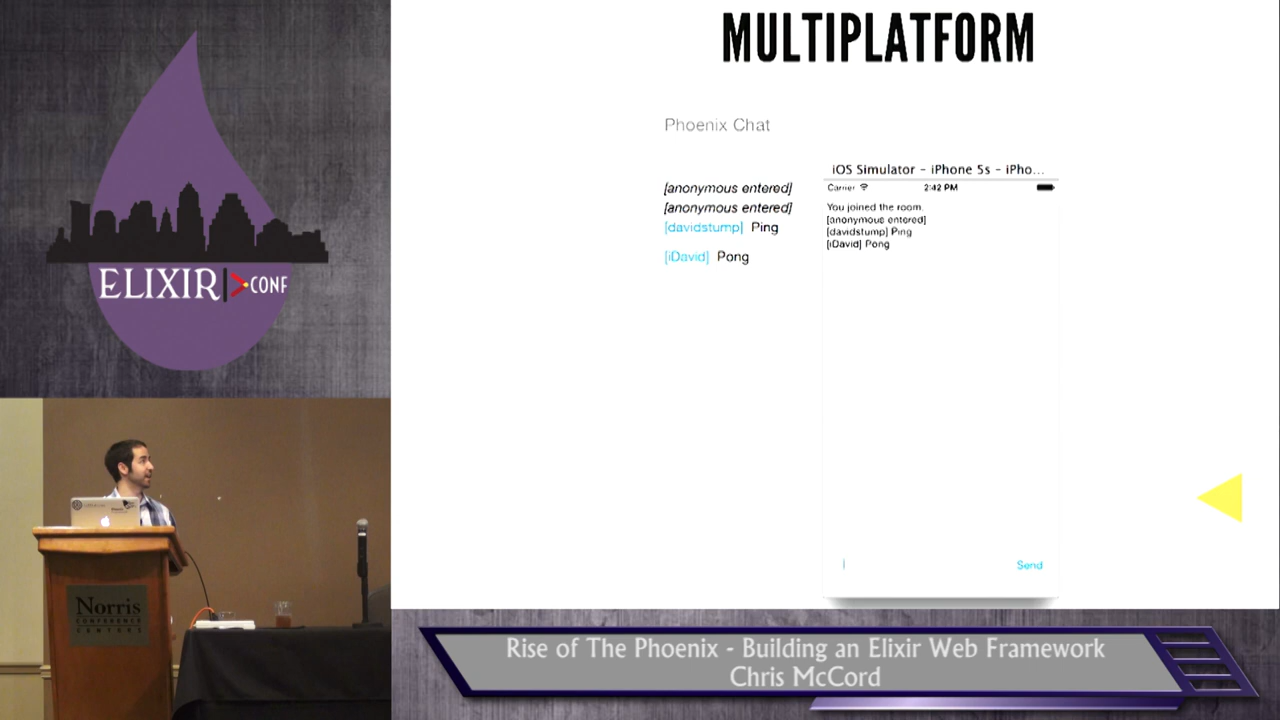 MULTIPLATFORM
Phoenix Chat
[anonymous entered]
[anonymous entered]
[davidstump] Ping
[iDavid] Pong
iOS Simulator - iPhone 5s - iPho...
Carrier 2:42 PM
You joined the room.
[anonymous entered]
[davidstump] Ping
[iDavid] Pong
Send
ELIXIR CONF
Norris
CONFERENCE
CENTERS
Rise of The Phoenix - Building an Elixir Web Framework
Chris McCord